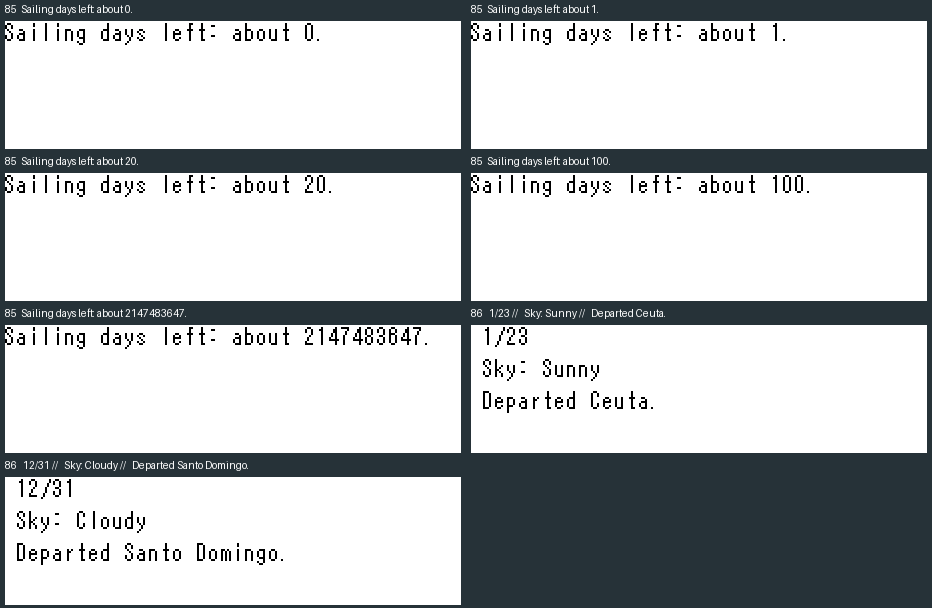 85 Sailing days left: about 0.
Sailing days left: about 0.
85 Sailing days left: about 1.
Sailing days left: about 1.
85 Sailing days left: about 20.
Sailing days left: about 20.
85 Sailing days left: about 100.
Sailing days left: about 100.
85 Sailing days left: about 2147483647.
Sailing days left: about 2147483647.
86 1/23 // Sky: Sunny // Departed Ceuta.
1/23
Sky: Sunny
Departed Ceuta.
86 12/31 // Sky: Cloudy // Departed Santo Domingo.
12/31
Sky: Cloudy
Departed Santo Domingo.